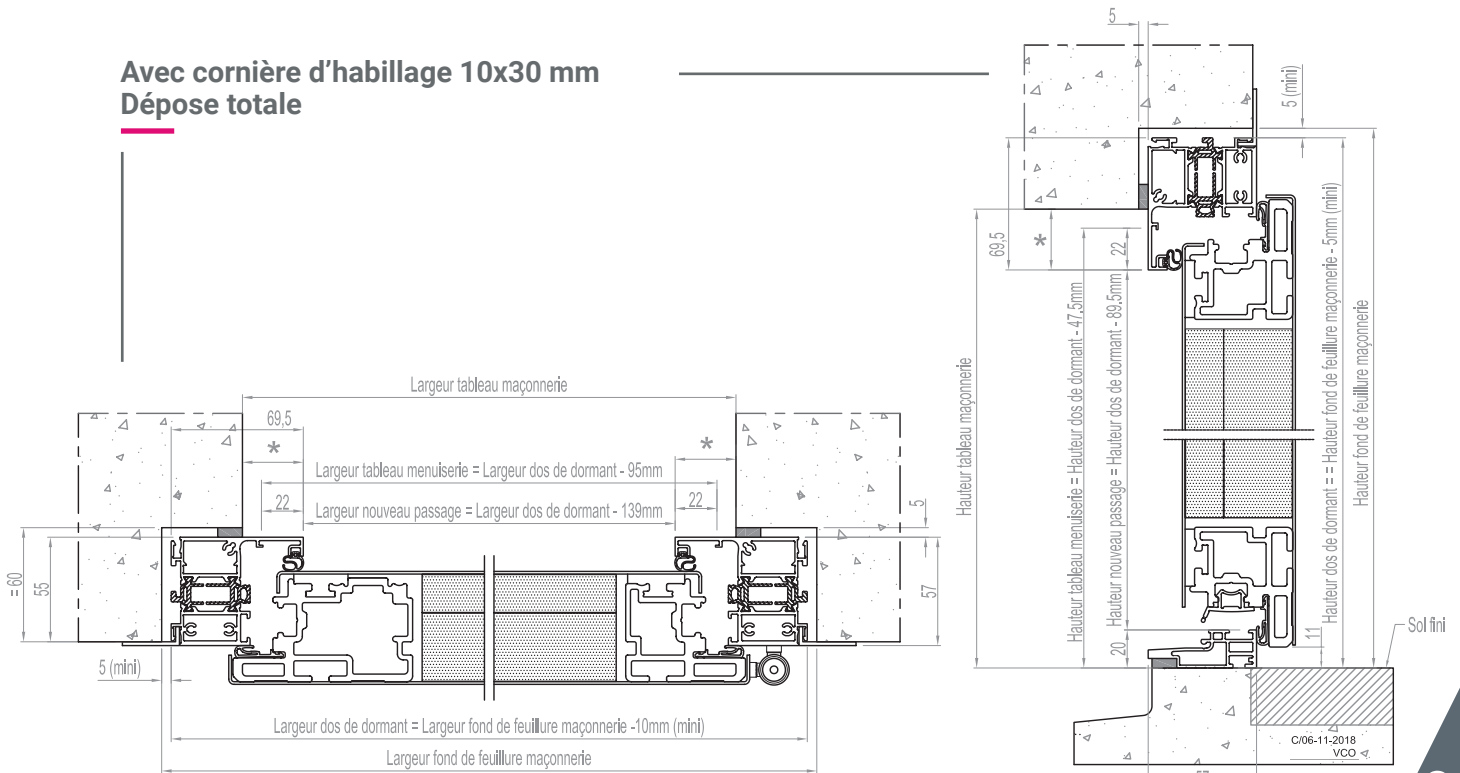 Avec cornière d'habillage 10x30 mm
Dépose totale
5
5 (mini)
69,5
*
22
Hauteur tableau maçonnerie
Hauteur tableau menuiserie = Hauteur dos de dormant - 47,5mm
Hauteur nouveau passage = Hauteur dos de dormant - 89,5mm
Hauteur dos de dormant = Hauteur fond de feuillure maçonnerie - 5mm (mini)
Hauteur fond de feuillure maçonnerie
20
11
Sol fini
C/06-11-2018
VCO
Largeur tableau maçonnerie
69,5
*
*
Largeur tableau menuiserie = Largeur dos de dormant - 95mm
22
22
Largeur nouveau passage = Largeur dos de dormant - 139mm
5
= 60
55
57
5 (mini)
Largeur dos de dormant = Largeur fond de feuillure maçonnerie -10mm (mini)
Largeur fond de feuillure maçonnerie